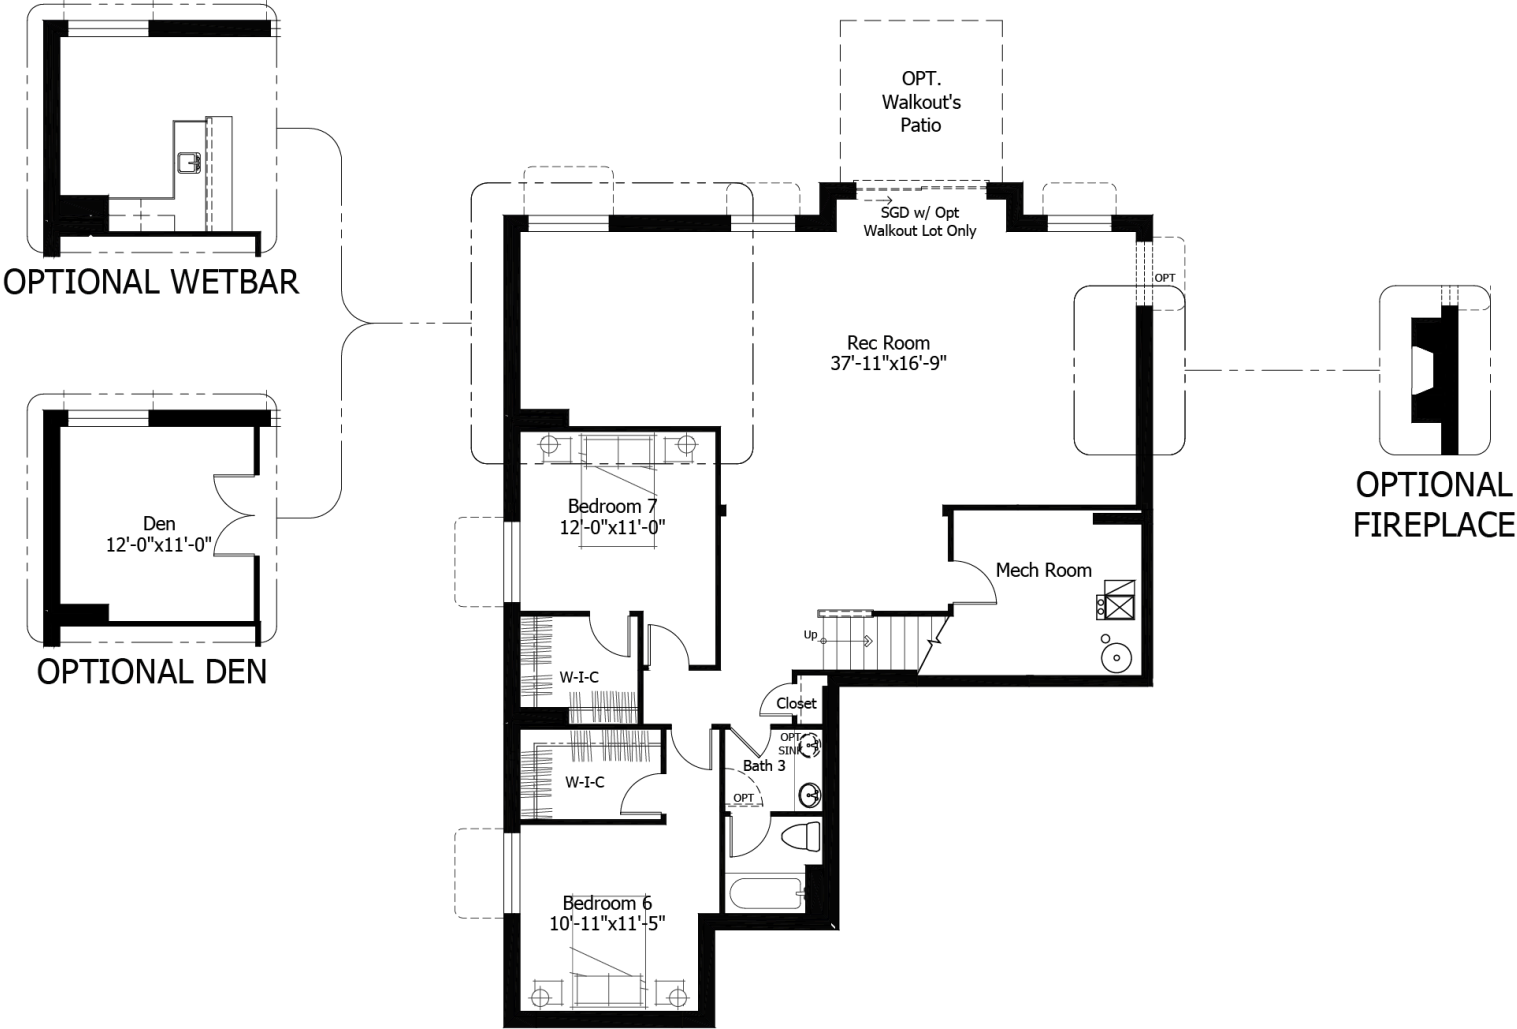 OPT.
Walkout's
Patio
SGD w/ Opt
Walkout Lot Only
OPTIONAL WETBAR
OPT
Rec Room
37'-11"x16'-9"
OPTIONAL
FIREPLACE
Den
12'-0"x11'-0"
OPTIONAL DEN
Bedroom 7
12'-0"x11'-0"
Mech Room
Up
W-I-C
Closet
OPT
SINK
Bath 3
W-I-C
OPT
Bedroom 6
10'-11"x11'-5"